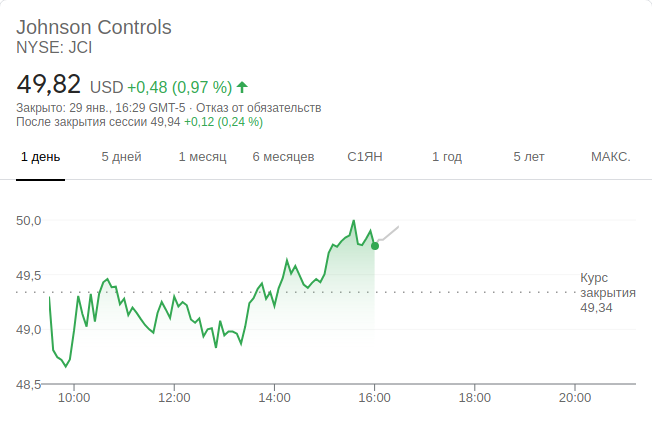 Johnson Controls
NYSE: JCI
49,82 USD +0,48 (0,97 %)
Закрыто: 29 янв., 16:29 GMT-5 · Отказ от обязательств
После закрытия сессии 49,94 +0,12 (0,24 %)
1 день 5 дней 1 месяц 6 месяцев С1ЯН 1 год 5 лет МАКС.
50,0
49,5
49,0
48,5
Курс
закрытия
49,34
10:00 12:00 14:00 16:00 18:00 20:00